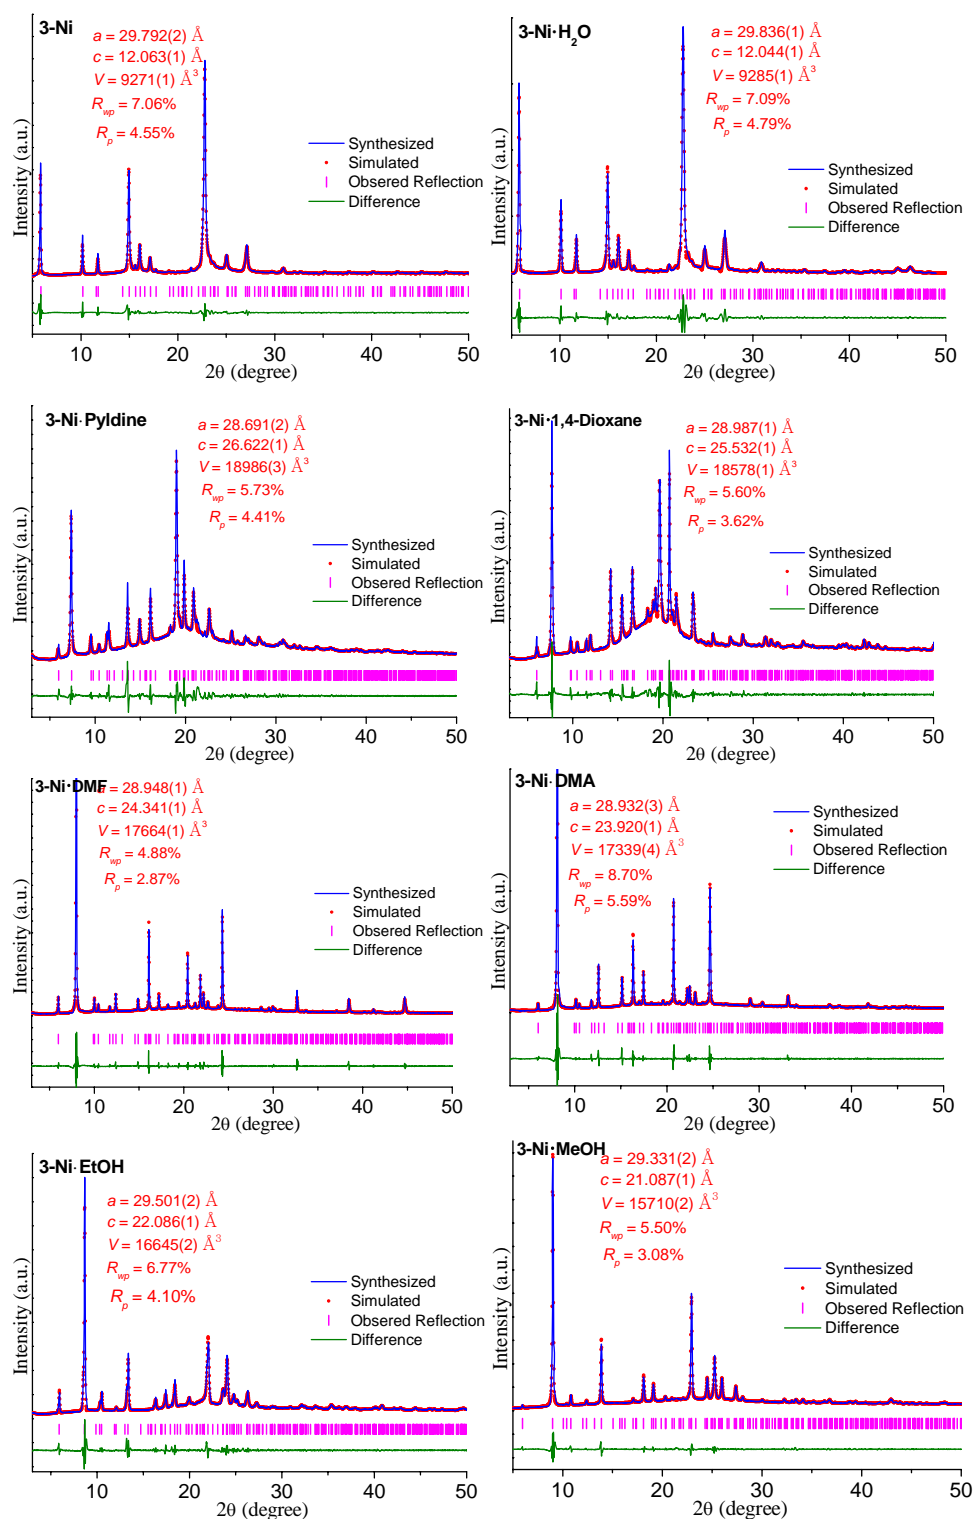 3-Ni
a = 29.792(2) Å
c = 12.063(1) Å
V = 9271(1) Å³
Rwp = 7.06%
Rp = 4.55%
Synthesized
Simulated
Obsered Reflection
Difference
Intensity (a.u.)
10 20 30 40 50
2θ (degree)
3-Ni·H₂O
a = 29.836(1) Å
c = 12.044(1) Å
V = 9285(1) Å³
Rwp = 7.09%
Rp = 4.79%
Synthesized
Simulated
Obsered Reflection
Difference
Intensity (a.u.)
10 20 30 40 50
2θ (degree)
3-Ni·Pyldine
a = 28.691(2) Å
c = 26.622(1) Å
V = 18986(3) Å³
Rwp = 5.73%
Rp = 4.41%
Synthesized
Simulated
Obsered Reflection
Difference
Intensity (a.u.)
10 20 30 40 50
2θ (degree)
3-Ni·1,4-Dioxane
a = 28.987(1) Å
c = 25.532(1) Å
V = 18578(1) Å³
Rwp = 5.60%
Rp = 3.62%
Synthesized
Simulated
Obsered Reflection
Difference
Intensity (a.u.)
10 20 30 40 50
2θ (degree)
3-Ni·DMF
a = 28.948(1) Å
c = 24.341(1) Å
V = 17664(1) Å³
Rwp = 4.88%
Rp = 2.87%
Synthesized
Simulated
Obsered Reflection
Difference
Intensity (a.u.)
10 20 30 40 50
2θ (degree)
3-Ni·DMA
a = 28.932(3) Å
c = 23.920(1) Å
V = 17339(4) Å³
Rwp = 8.70%
Rp = 5.59%
Synthesized
Simulated
Obsered Reflection
Difference
Intensity (a.u.)
10 20 30 40 50
2θ (degree)
3-Ni·EtOH
a = 29.501(2) Å
c = 22.086(1) Å
V = 16645(2) Å³
Rwp = 6.77%
Rp = 4.10%
Synthesized
Simulated
Obsered Reflection
Difference
Intensity (a.u.)
10 20 30 40 50
2θ (degree)
3-Ni·MeOH
a = 29.331(2) Å
c = 21.087(1) Å
V = 15710(2) Å³
Rwp = 5.50%
Rp = 3.08%
Synthesized
Simulated
Obsered Reflection
Difference
Intensity (a.u.)
10 20 30 40 50
2θ (degree)